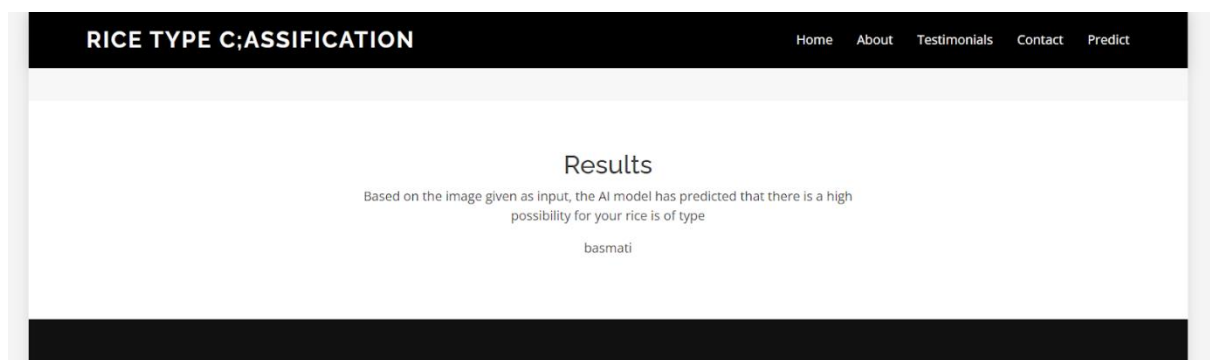 RICE TYPE C;ASSIFICATION
Home About Testimonials Contact Predict
Results
Based on the image given as input, the AI model has predicted that there is a high
possibility for your rice is of type
basmati